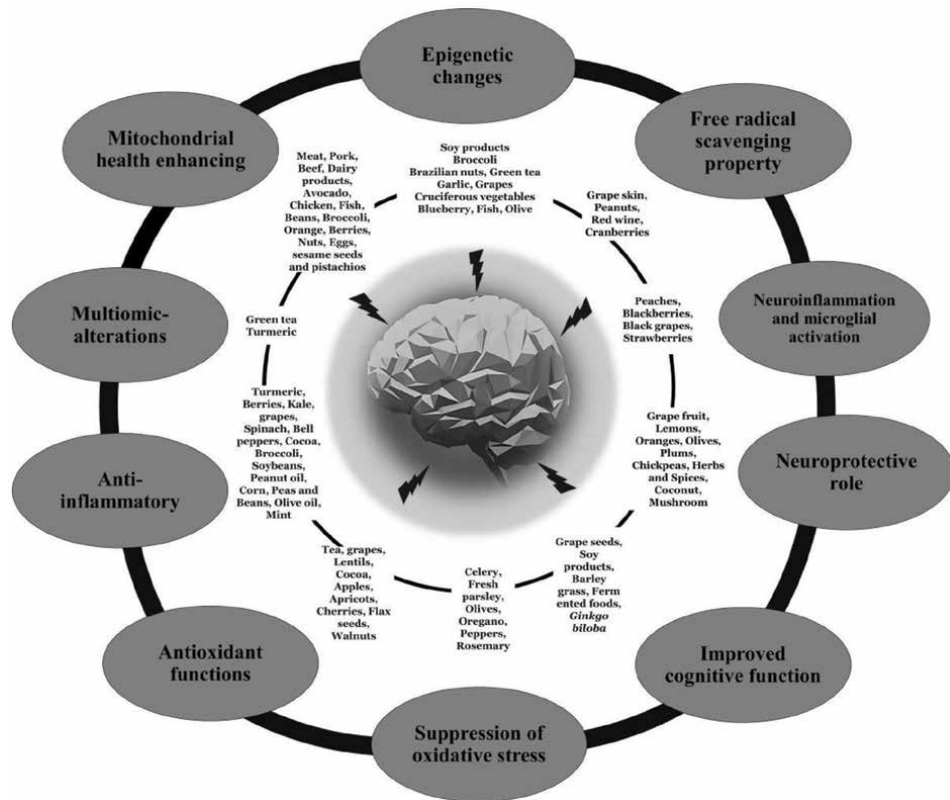 Epigenetic
changes
Free radical
scavenging
property
Neuroinflammation
and microglial
activation
Neuroprotective
role
Improved
cognitive function
Suppression of
oxidative stress
Antioxidant
functions
Anti-
inflammatory
Multiomic-
alterations
Mitochondrial
health enhancing
Soy products
Broccoli
Brazilian nuts, Green tea
Garlic, Grapes
Cruciferous vegetables
Blueberry, Fish, Olive
Grape skin,
Peanuts,
Red wine,
Cranberries
Peaches,
Blackberries,
Black grapes,
Strawberries
Grape fruit,
Lemons,
Oranges, Olives,
Plums,
Chickpeas, Herbs
and Spices,
Coconut,
Mushroom
Grape seeds,
Soy
products,
Barley
grass, Ferm
ented foods,
Ginkgo
biloba
Celery,
Fresh
parsley,
Olives,
Oregano,
Peppers,
Rosemary
Tea, grapes,
Lentils,
Cocoa,
Apples,
Apricots,
Cherries, Flax
seeds,
Walnuts
Turmeric,
Berries, Kale,
grapes,
Spinach, Bell
peppers, Cocoa,
Broccoli,
Soybeans,
Peanut oil,
Corn, Peas and
Beans, Olive oil,
Mint
Green tea
Turmeric
Meat, Pork,
Beef, Dairy
products,
Avocado,
Chicken, Fish,
Beans, Broccoli,
Orange, Berries,
Nuts, Eggs,
sesame seeds
and pistachios